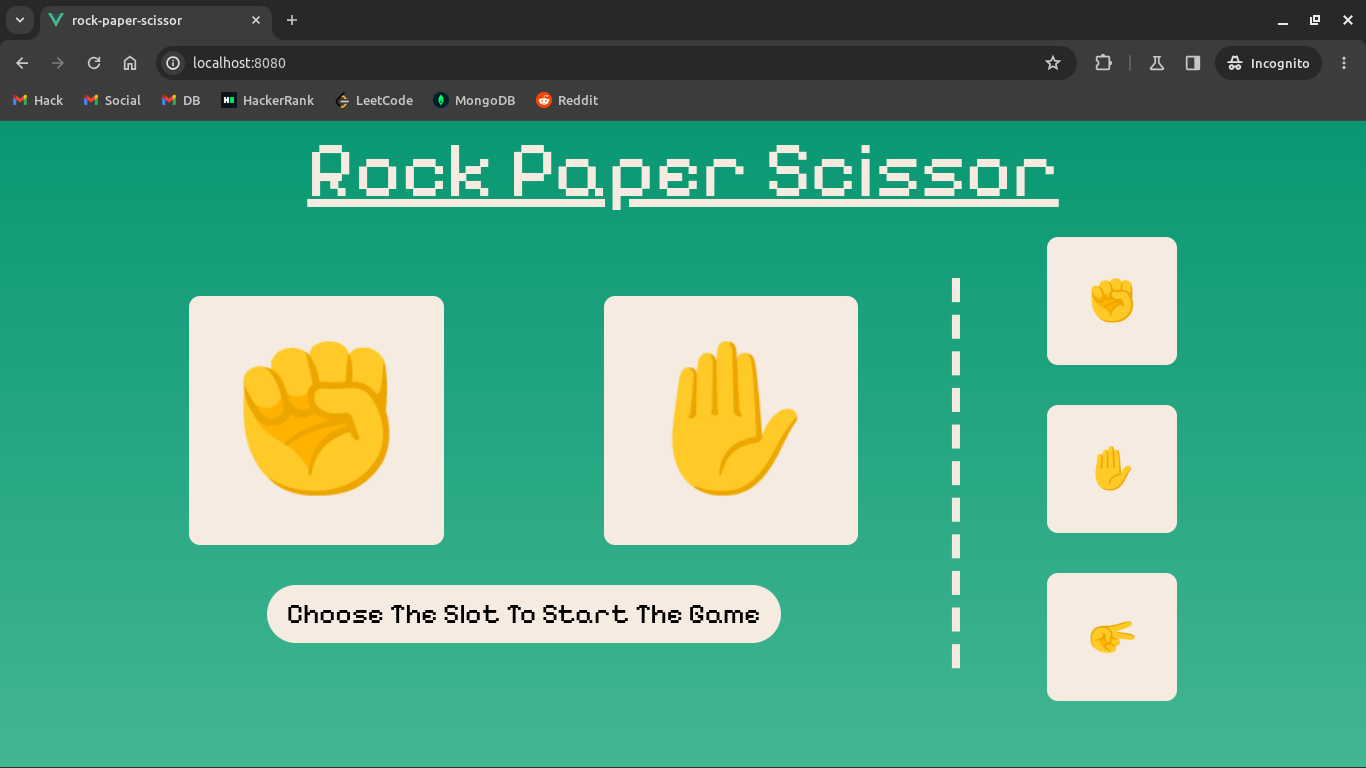 rock-paper-scissor
localhost:8080
Incognito
Hack
Social
DB
HackerRank
LeetCode
MongoDB
Reddit
Rock Paper Scissor
Choose The Slot To Start The Game